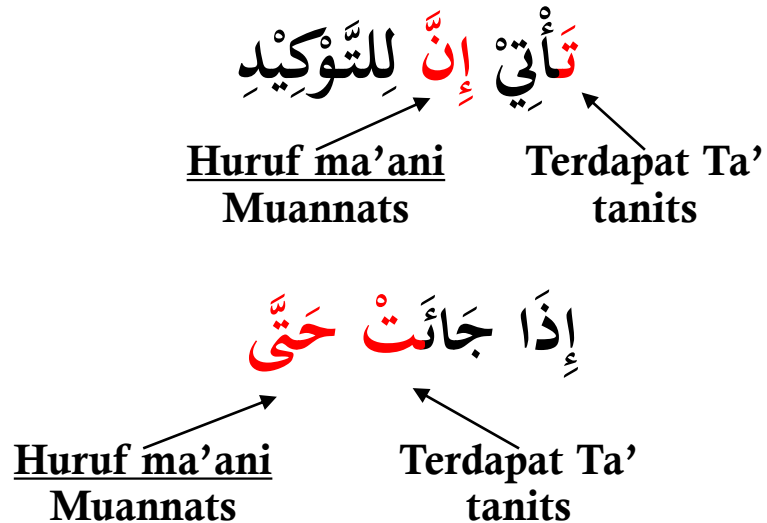 تَأْتِيْ إِنَّ لِلتَّوْكِيْدِ
Huruf ma’ani
Muannats
Terdapat Ta’
tanits
إِذَا جَائَتْ حَتَّى
Huruf ma’ani
Muannats
Terdapat Ta’
tanits